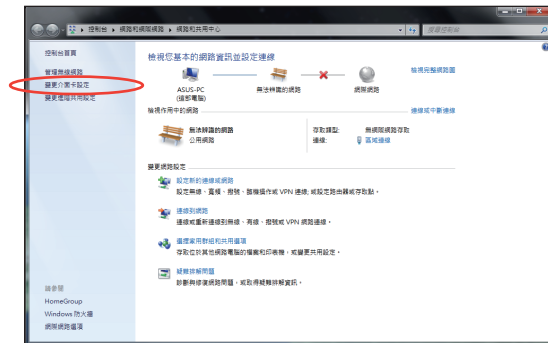 控制台 ▸ 網路和網際網路 ▸ 網路和共用中心
搜尋控制台
控制台首頁
管理無線網路
變更介面卡設定
變更進階共用設定
檢視您基本的網路資訊並設定連線
檢視完整網路圖
ASUS-PC
(這部電腦)
無法辨識的網路
網際網路
檢視作用中的網路
連線或中斷連線
無法辨識的網路
公用網路
存取類型:
無網際網路存取
連線:
區域連線
變更網路設定
設定新的連線或網路
設定無線、寬頻、撥號、臨機操作或 VPN 連線; 或設定路由器或存取點。
連線到網路
連線或重新連線到無線、有線、撥號或 VPN 網路連線。
選擇家用群組和共用選項
存取位於其他網路電腦的檔案和印表機，或變更共用設定。
疑難排解問題
診斷與修復網路問題，或取得疑難排解資訊。
請參閱
HomeGroup
Windows 防火牆
網際網路選項